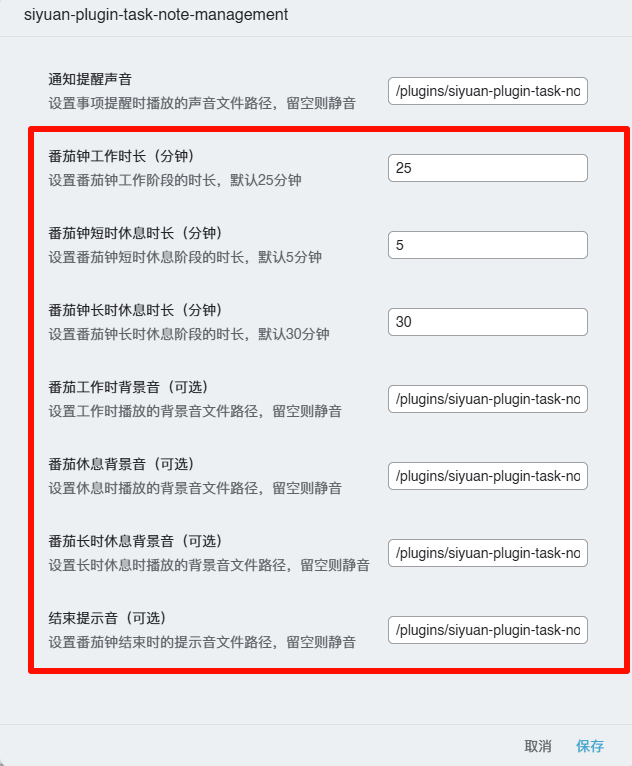 siyuan-plugin-task-note-management
通知提醒声音
设置事项提醒时播放的声音文件路径，留空则静音
/plugins/siyuan-plugin-task-no
番茄钟工作时长（分钟）
设置番茄钟工作阶段的时长，默认25分钟
25
番茄钟短时休息时长（分钟）
设置番茄钟短时休息阶段的时长，默认5分钟
5
番茄钟长时休息时长（分钟）
设置番茄钟长时休息阶段的时长，默认30分钟
30
番茄工作时背景音（可选）
设置工作时播放的背景音文件路径，留空则静音
/plugins/siyuan-plugin-task-no
番茄休息背景音（可选）
设置休息时播放的背景音文件路径，留空则静音
/plugins/siyuan-plugin-task-no
番茄长时休息背景音（可选）
设置长时休息时播放的背景音文件路径，留空则静音
/plugins/siyuan-plugin-task-no
结束提示音（可选）
设置番茄钟结束时的提示音文件路径，留空则静音
/plugins/siyuan-plugin-task-no
取消 保存